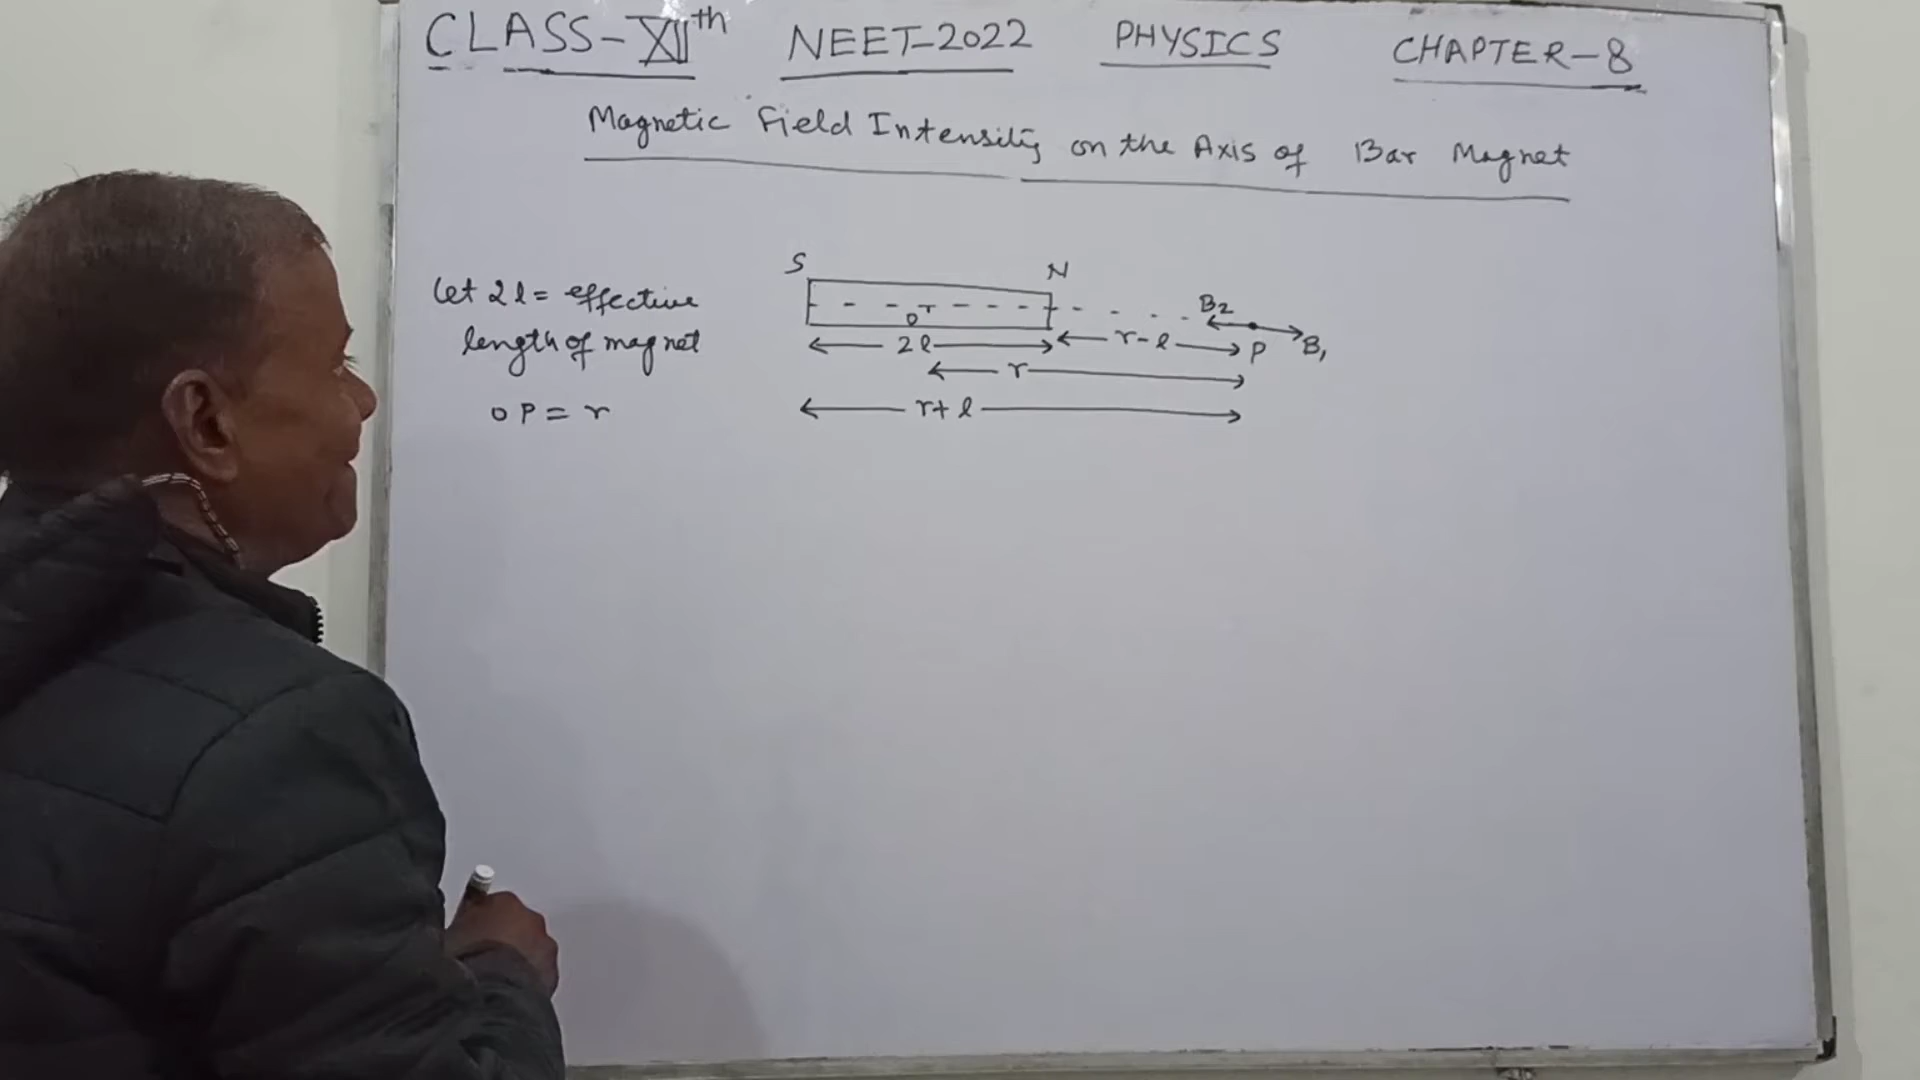 CLASS-XIIth NEET-2022 PHYSICS CHAPTER-8
Magnetic Field Intensity on the Axis of Bar Magnet
Let 2l = effective
length of magnet
OP = r
S N
O B2
2l r-l P B1
r
r+l